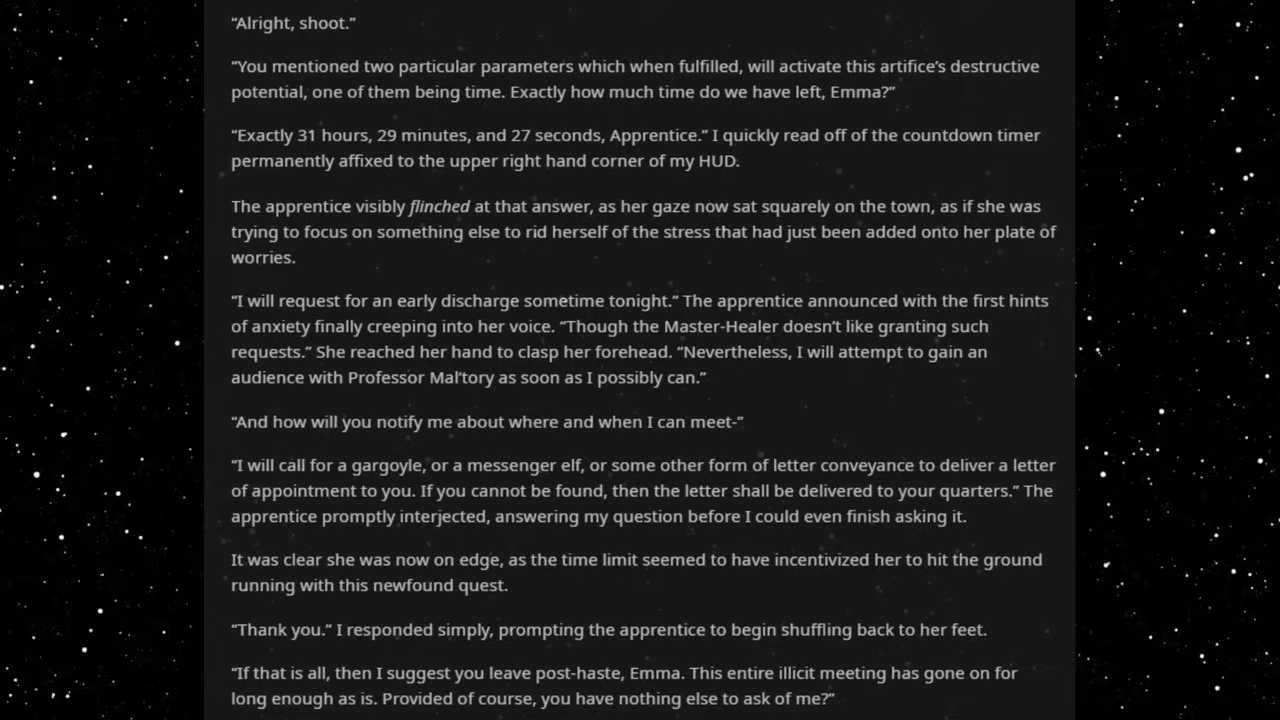 “Alright, shoot.”
“You mentioned two particular parameters which when fulfilled, will activate this artifice’s destructive
potential, one of them being time. Exactly how much time do we have left, Emma?”
“Exactly 31 hours, 29 minutes, and 27 seconds, Apprentice.” I quickly read off of the countdown timer
permanently affixed to the upper right hand corner of my HUD.
The apprentice visibly flinched at that answer, as her gaze now sat squarely on the town, as if she was
trying to focus on something else to rid herself of the stress that had just been added onto her plate of
worries.
“I will request for an early discharge sometime tonight.” The apprentice announced with the first hints
of anxiety finally creeping into her voice. “Though the Master-Healer doesn’t like granting such
requests.” She reached her hand to clasp her forehead. “Nevertheless, I will attempt to gain an
audience with Professor Mal’tory as soon as I possibly can.”
“And how will you notify me about where and when I can meet-”
“I will call for a gargoyle, or a messenger elf, or some other form of letter conveyance to deliver a letter
of appointment to you. If you cannot be found, then the letter shall be delivered to your quarters.” The
apprentice promptly interjected, answering my question before I could even finish asking it.
It was clear she was now on edge, as the time limit seemed to have incentivized her to hit the ground
running with this newfound quest.
“Thank you.” I responded simply, prompting the apprentice to begin shuffling back to her feet.
“If that is all, then I suggest you leave post-haste, Emma. This entire illicit meeting has gone on for
long enough as is. Provided of course, you have nothing else to ask of me?”